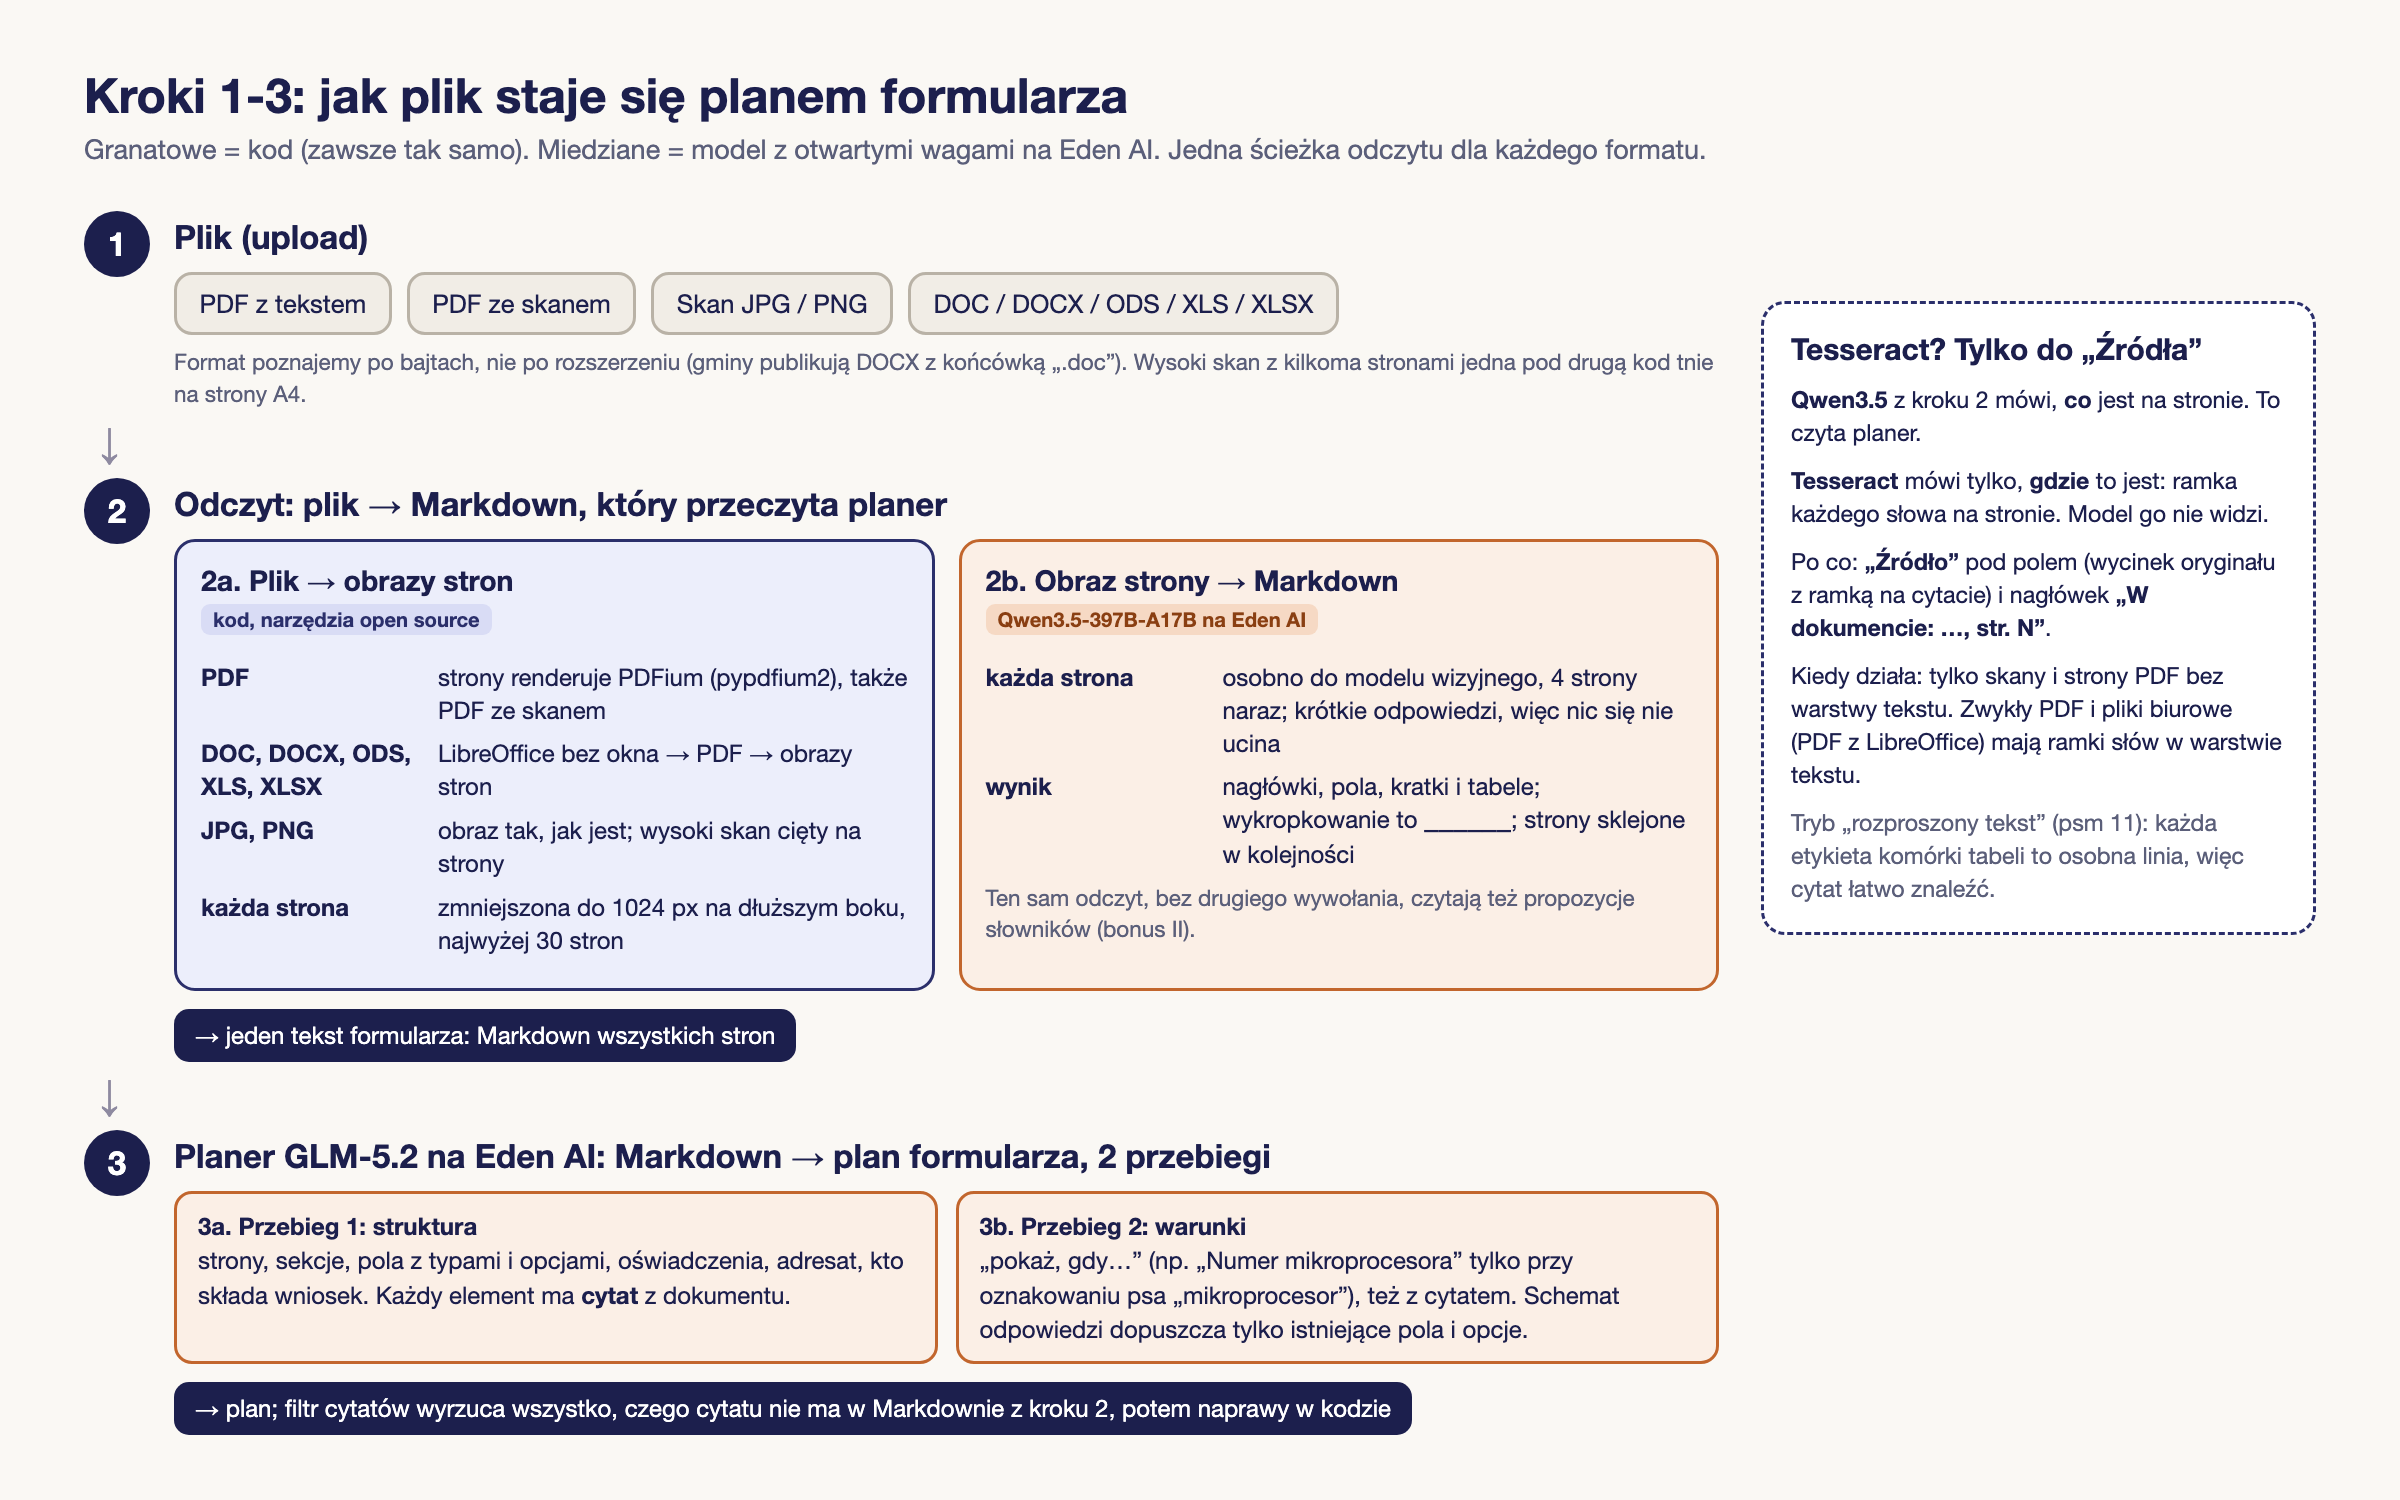 Kroki 1-3: jak plik staje się planem formularza
Granatowe = kod (zawsze tak samo). Miedziane = model z otwartymi wagami na Eden AI. Jedna ścieżka odczytu dla każdego formatu.
1
Plik (upload)
PDF z tekstem
PDF ze skanem
Skan JPG / PNG
DOC / DOCX / ODS / XLS / XLSX
Format poznajemy po bajtach, nie po rozszerzeniu (gminy publikują DOCX z końcówką „.doc”). Wysoki skan z kilkoma stronami jedna pod drugą kod tnie
na strony A4.
↓
2
Odczyt: plik → Markdown, który przeczyta planer
2a. Plik → obrazy stron
kod, narzędzia open source
PDF
strony renderuje PDFium (pypdfium2), także
PDF ze skanem
DOC, DOCX, ODS,
XLS, XLSX
LibreOffice bez okna → PDF → obrazy
stron
JPG, PNG
obraz tak, jak jest; wysoki skan cięty na
strony
każda strona
zmniejszona do 1024 px na dłuższym boku,
najwyżej 30 stron
2b. Obraz strony → Markdown
Qwen3.5-397B-A17B na Eden AI
każda strona
osobno do modelu wizyjnego, 4 strony
naraz; krótkie odpowiedzi, więc nic się nie
ucina
wynik
nagłówki, pola, kratki i tabele;
wykropkowanie to _______; strony sklejone
w kolejności
Ten sam odczyt, bez drugiego wywołania, czytają też propozycje
słowników (bonus II).
→ jeden tekst formularza: Markdown wszystkich stron
↓
3
Planer GLM-5.2 na Eden AI: Markdown → plan formularza, 2 przebiegi
3a. Przebieg 1: struktura
strony, sekcje, pola z typami i opcjami, oświadczenia, adresat, kto
składa wniosek. Każdy element ma cytat z dokumentu.
3b. Przebieg 2: warunki
„pokaż, gdy…” (np. „Numer mikroprocesora” tylko przy
oznakowaniu psa „mikroprocesor”), też z cytatem. Schemat
odpowiedzi dopuszcza tylko istniejące pola i opcje.
→ plan; filtr cytatów wyrzuca wszystko, czego cytatu nie ma w Markdownie z kroku 2, potem naprawy w kodzie
Tesseract? Tylko do „Źródła”
Qwen3.5 z kroku 2 mówi, co jest na stronie. To
czyta planer.
Tesseract mówi tylko, gdzie to jest: ramka
każdego słowa na stronie. Model go nie widzi.
Po co: „Źródło” pod polem (wycinek oryginału
z ramką na cytacie) i nagłówek „W
dokumencie: …, str. N”.
Kiedy działa: tylko skany i strony PDF bez
warstwy tekstu. Zwykły PDF i pliki biurowe
(PDF z LibreOffice) mają ramki słów w warstwie
tekstu.
Tryb „rozproszony tekst” (psm 11): każda
etykieta komórki tabeli to osobna linia, więc
cytat łatwo znaleźć.